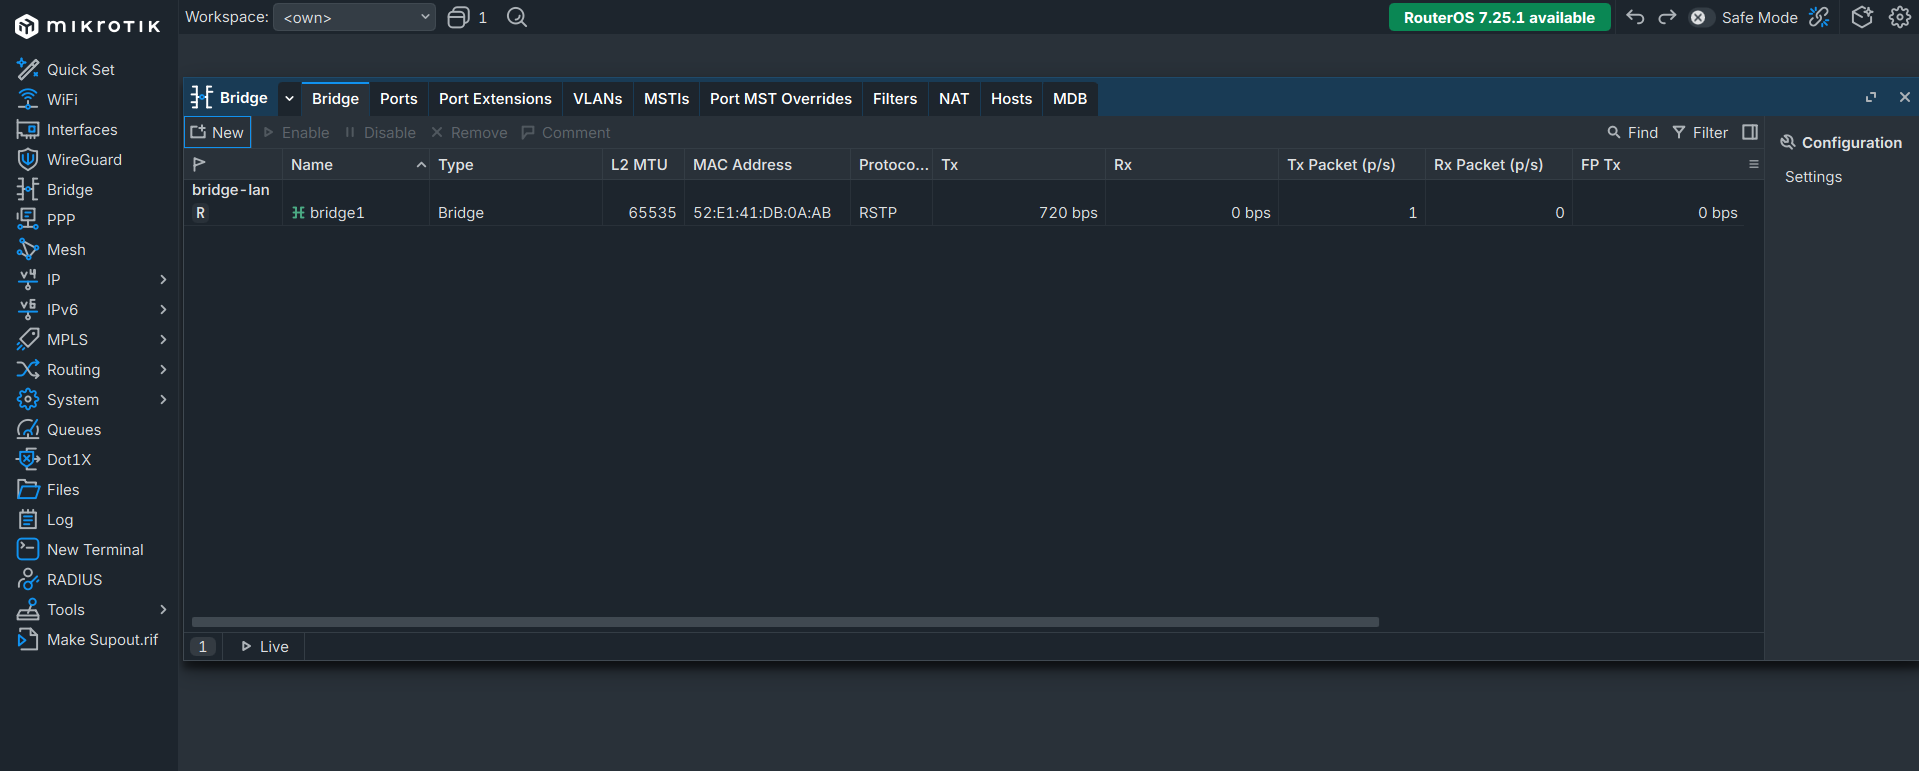 mikrotik
Workspace: <own> 1 RouterOS 7.25.1 available Safe Mode
Quick Set
WiFi
Interfaces
WireGuard
Bridge
PPP
Mesh
v4 IP
v6 IPv6
MPLS
Routing
System
Queues
Dot1X
Files
Log
New Terminal
RADIUS
Tools
Make Supout.rif
Bridge Bridge Ports Port Extensions VLANs MSTIs Port MST Overrides Filters NAT Hosts MDB
New Enable Disable Remove Comment Find Filter
Name Type L2 MTU MAC Address Protoco... Tx Rx Tx Packet (p/s) Rx Packet (p/s) FP Tx
bridge-lan
R bridge1 Bridge 65535 52:E1:41:DB:0A:AB RSTP 720 bps 0 bps 1 0 0 bps
1 Live
Configuration
Settings